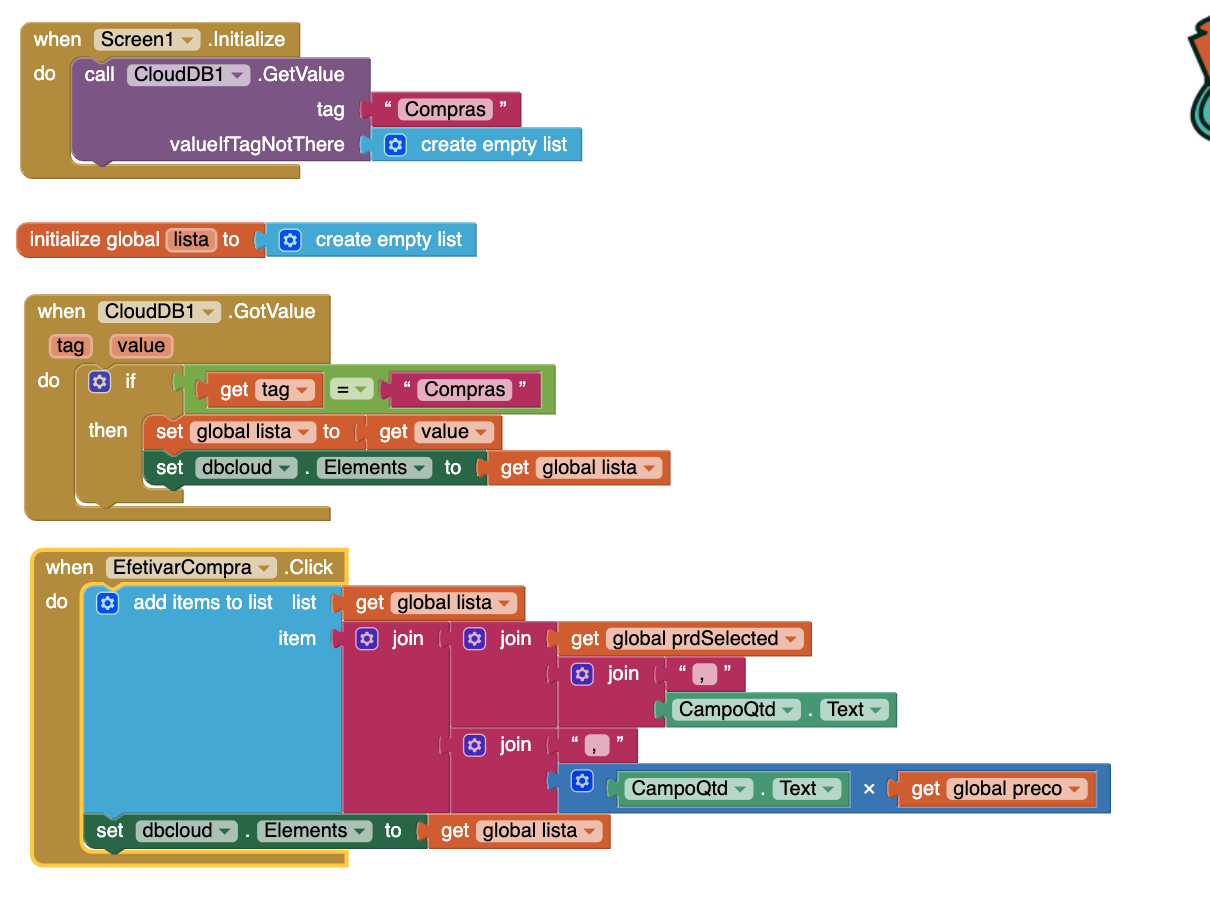 when Screen1 .Initialize
do call CloudDB1 .GetValue
tag “ Compras ”
valueIfTagNotThere create empty list
initialize global lista to create empty list
when CloudDB1 .GotValue
tag value
do if get tag = “ Compras ”
then set global lista to get value
set dbcloud . Elements to get global lista
when EfetivarCompra .Click
do add items to list list get global lista
item join join get global prdSelected
join “ , ”
CampoQtd . Text
join “ , ”
CampoQtd . Text × get global preco
set dbcloud . Elements to get global lista